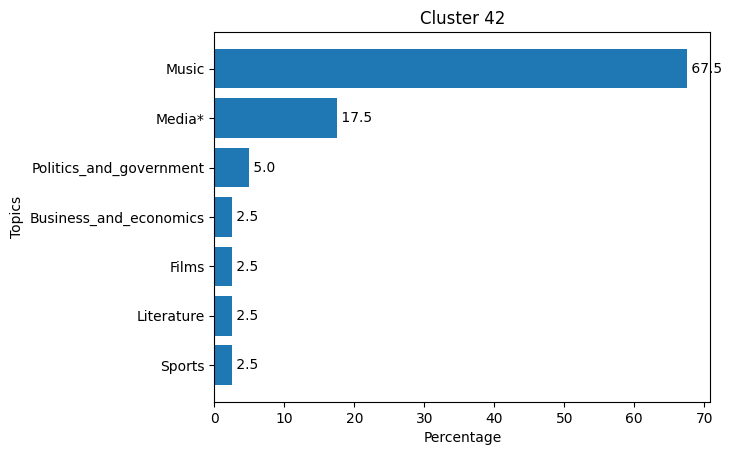 Cluster 42
Topics
Music 67.5
Media* 17.5
Politics_and_government 5.0
Business_and_economics 2.5
Films 2.5
Literature 2.5
Sports 2.5
0 10 20 30 40 50 60 70
Percentage